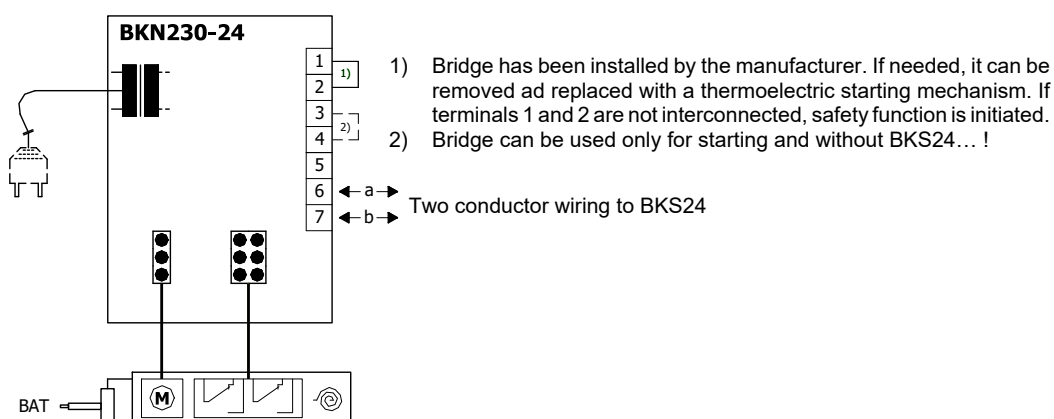 BKN230-24
1
2
3
4
5
6
7
1)
2)
a
b
M
BAT
1) Bridge has been installed by the manufacturer. If needed, it can be
removed ad replaced with a thermoelectric starting mechanism. If
terminals 1 and 2 are not interconnected, safety function is initiated.
2) Bridge can be used only for starting and without BKS24… !
Two conductor wiring to BKS24